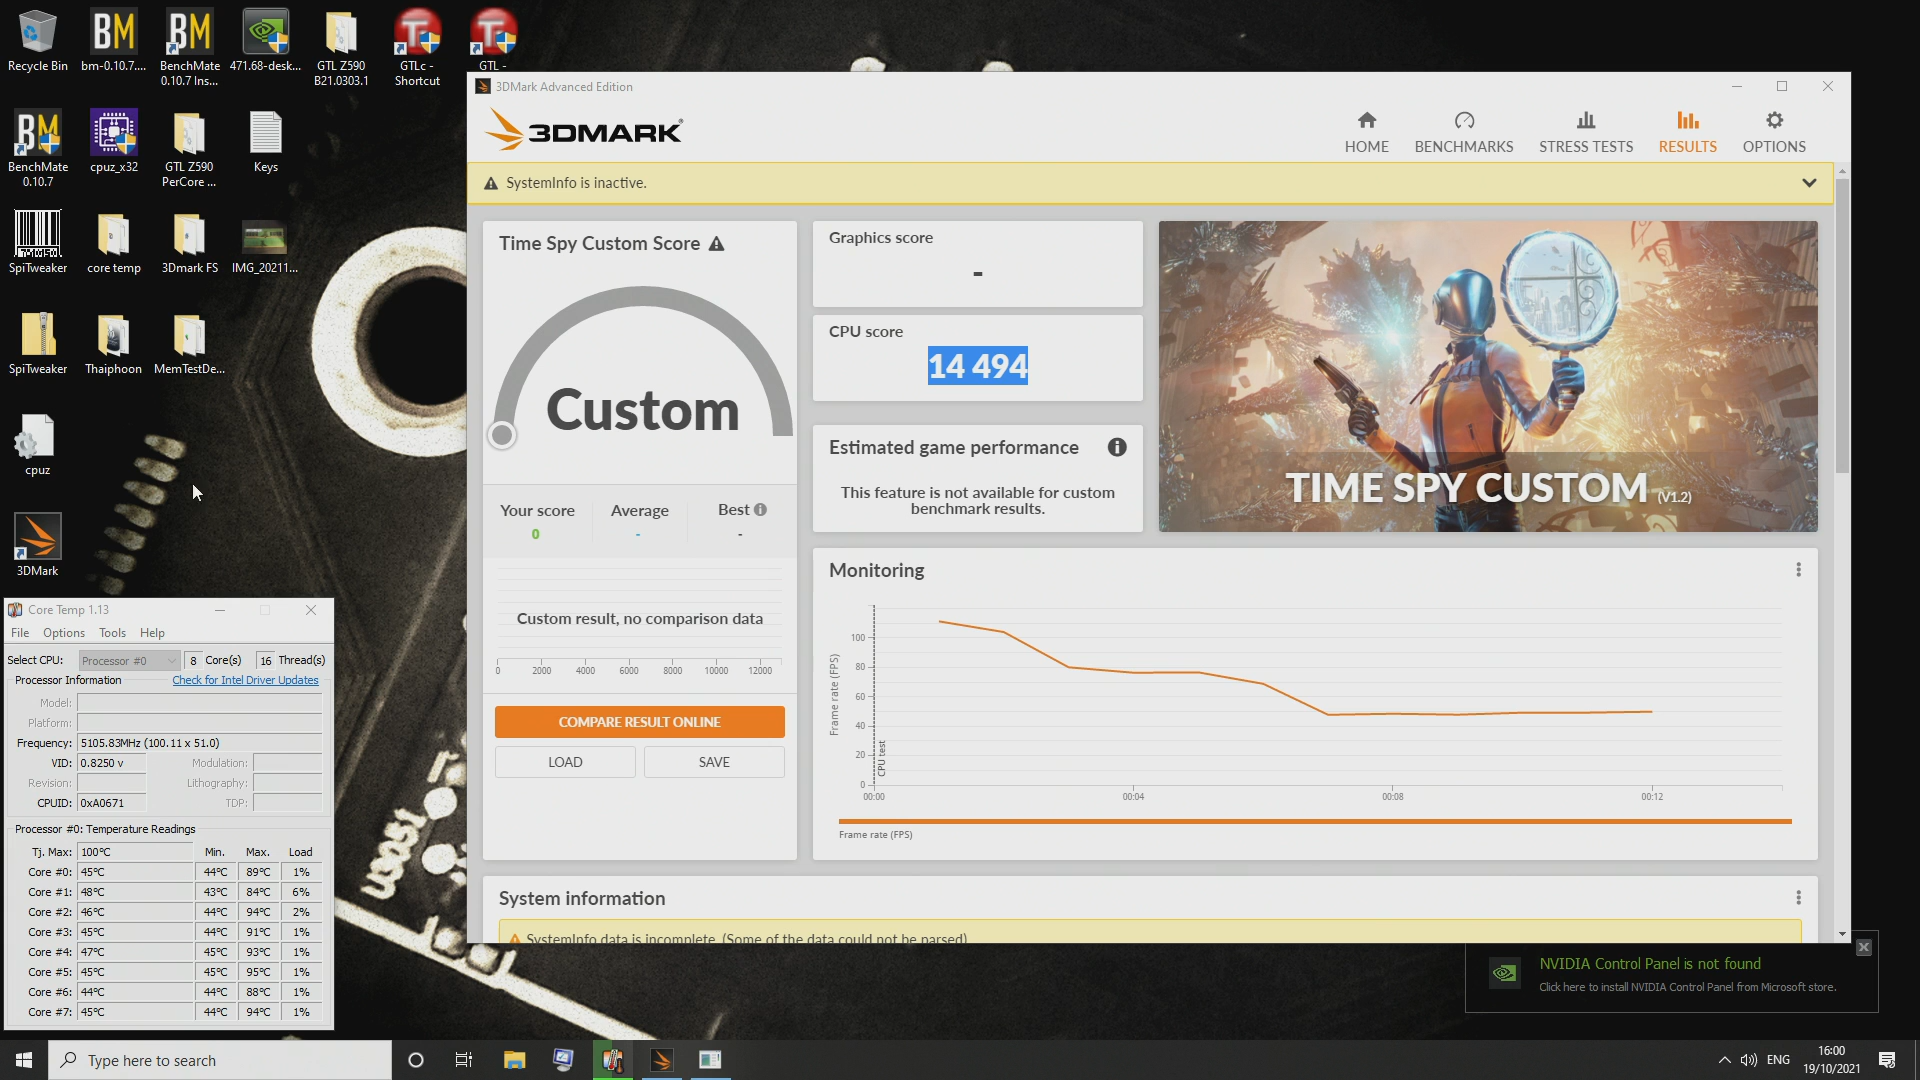 Recycle Bin
bm-0.10.7....
BenchMate
0.10.7 Ins...
471.68-desk...
GTL Z590
B21.0303.1
GTLc -
Shortcut
GTL -
BenchMate
0.10.7
cpuz_x32
GTL Z590
PerCore ...
Keys
SpiTweaker
core temp
3Dmark FS
IMG_20211...
SpiTweaker
Thaiphoon
MemTestDe...
cpuz
3DMark
3DMark Advanced Edition
3DMARK
HOME
BENCHMARKS
STRESS TESTS
RESULTS
OPTIONS
SystemInfo is inactive.
Time Spy Custom Score
Custom
Your score
0
Average
-
Best
-
Custom result, no comparison data
0 2000 4000 6000 8000 10000 12000
COMPARE RESULT ONLINE
LOAD
SAVE
Graphics score
-
CPU score
14 494
Estimated game performance
This feature is not available for custom
benchmark results.
TIME SPY CUSTOM (V1.2)
Monitoring
Frame rate (FPS)
100
80
60
40
20
0
CPU test
00:00 00:04 00:08 00:12
Frame rate (FPS)
System information
SystemInfo data is incomplete. (Some of the data could not be parsed)
Core Temp 1.13
File Options Tools Help
Select CPU: Processor #0 8 Core(s) 16 Thread(s)
Processor Information Check for Intel Driver Updates
Model:
Platform:
Frequency: 5105.83MHz (100.11 x 51.0)
VID: 0.8250 v Modulation:
Revision: Lithography:
CPUID: 0xA0671 TDP:
Processor #0: Temperature Readings
Tj. Max: 100°C Min. Max. Load
Core #0: 45°C 44°C 89°C 1%
Core #1: 48°C 43°C 84°C 6%
Core #2: 46°C 44°C 94°C 2%
Core #3: 45°C 44°C 91°C 1%
Core #4: 47°C 45°C 93°C 1%
Core #5: 45°C 45°C 95°C 1%
Core #6: 44°C 44°C 88°C 1%
Core #7: 45°C 44°C 94°C 1%
NVIDIA Control Panel is not found
Click here to install NVIDIA Control Panel from Microsoft store.
Type here to search
ENG
16:00
19/10/2021